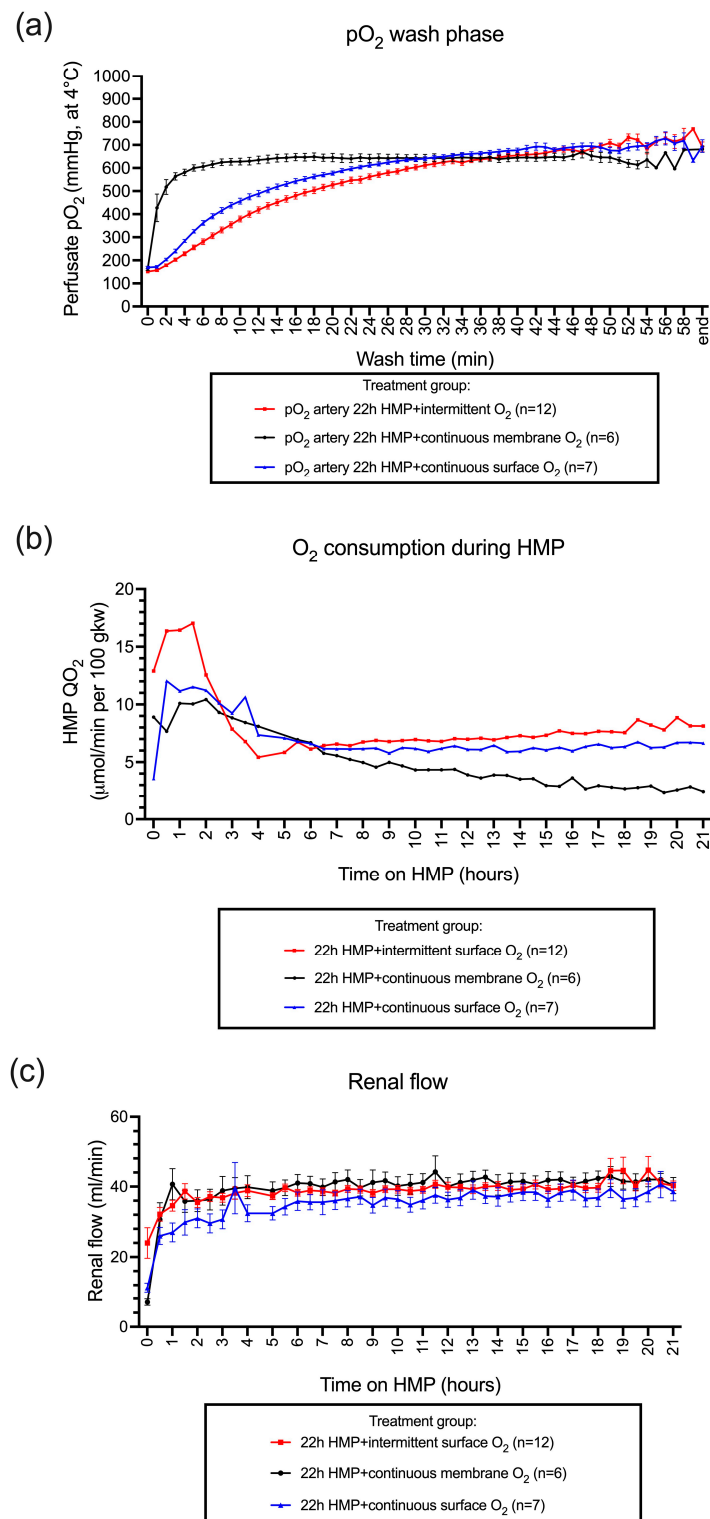 (a)
pO2 wash phase
Perfusate pO2 (mmHg, at 4°C)
1000
900
800
700
600
500
400
300
200
100
0
0 2 4 6 8 10 12 14 16 18 20 22 24 26 28 30 32 34 36 38 40 42 44 46 48 50 52 54 56 58 end
Wash time (min)
Treatment group:
pO2 artery 22h HMP+intermittent O2 (n=12)
pO2 artery 22h HMP+continuous membrane O2 (n=6)
pO2 artery 22h HMP+continuous surface O2 (n=7)
(b)
O2 consumption during HMP
HMP QO2
(μmol/min per 100 gkw)
20
15
10
5
0
0 1 2 3 4 5 6 7 8 9 10 11 12 13 14 15 16 17 18 19 20 21
Time on HMP (hours)
Treatment group:
22h HMP+intermittent surface O2 (n=12)
22h HMP+continuous membrane O2 (n=6)
22h HMP+continuous surface O2 (n=7)
(c)
Renal flow
Renal flow (ml/min)
60
40
20
0
0 1 2 3 4 5 6 7 8 9 10 11 12 13 14 15 16 17 18 19 20 21
Time on HMP (hours)
Treatment group:
22h HMP+intermittent surface O2 (n=12)
22h HMP+continuous membrane O2 (n=6)
22h HMP+continuous surface O2 (n=7)